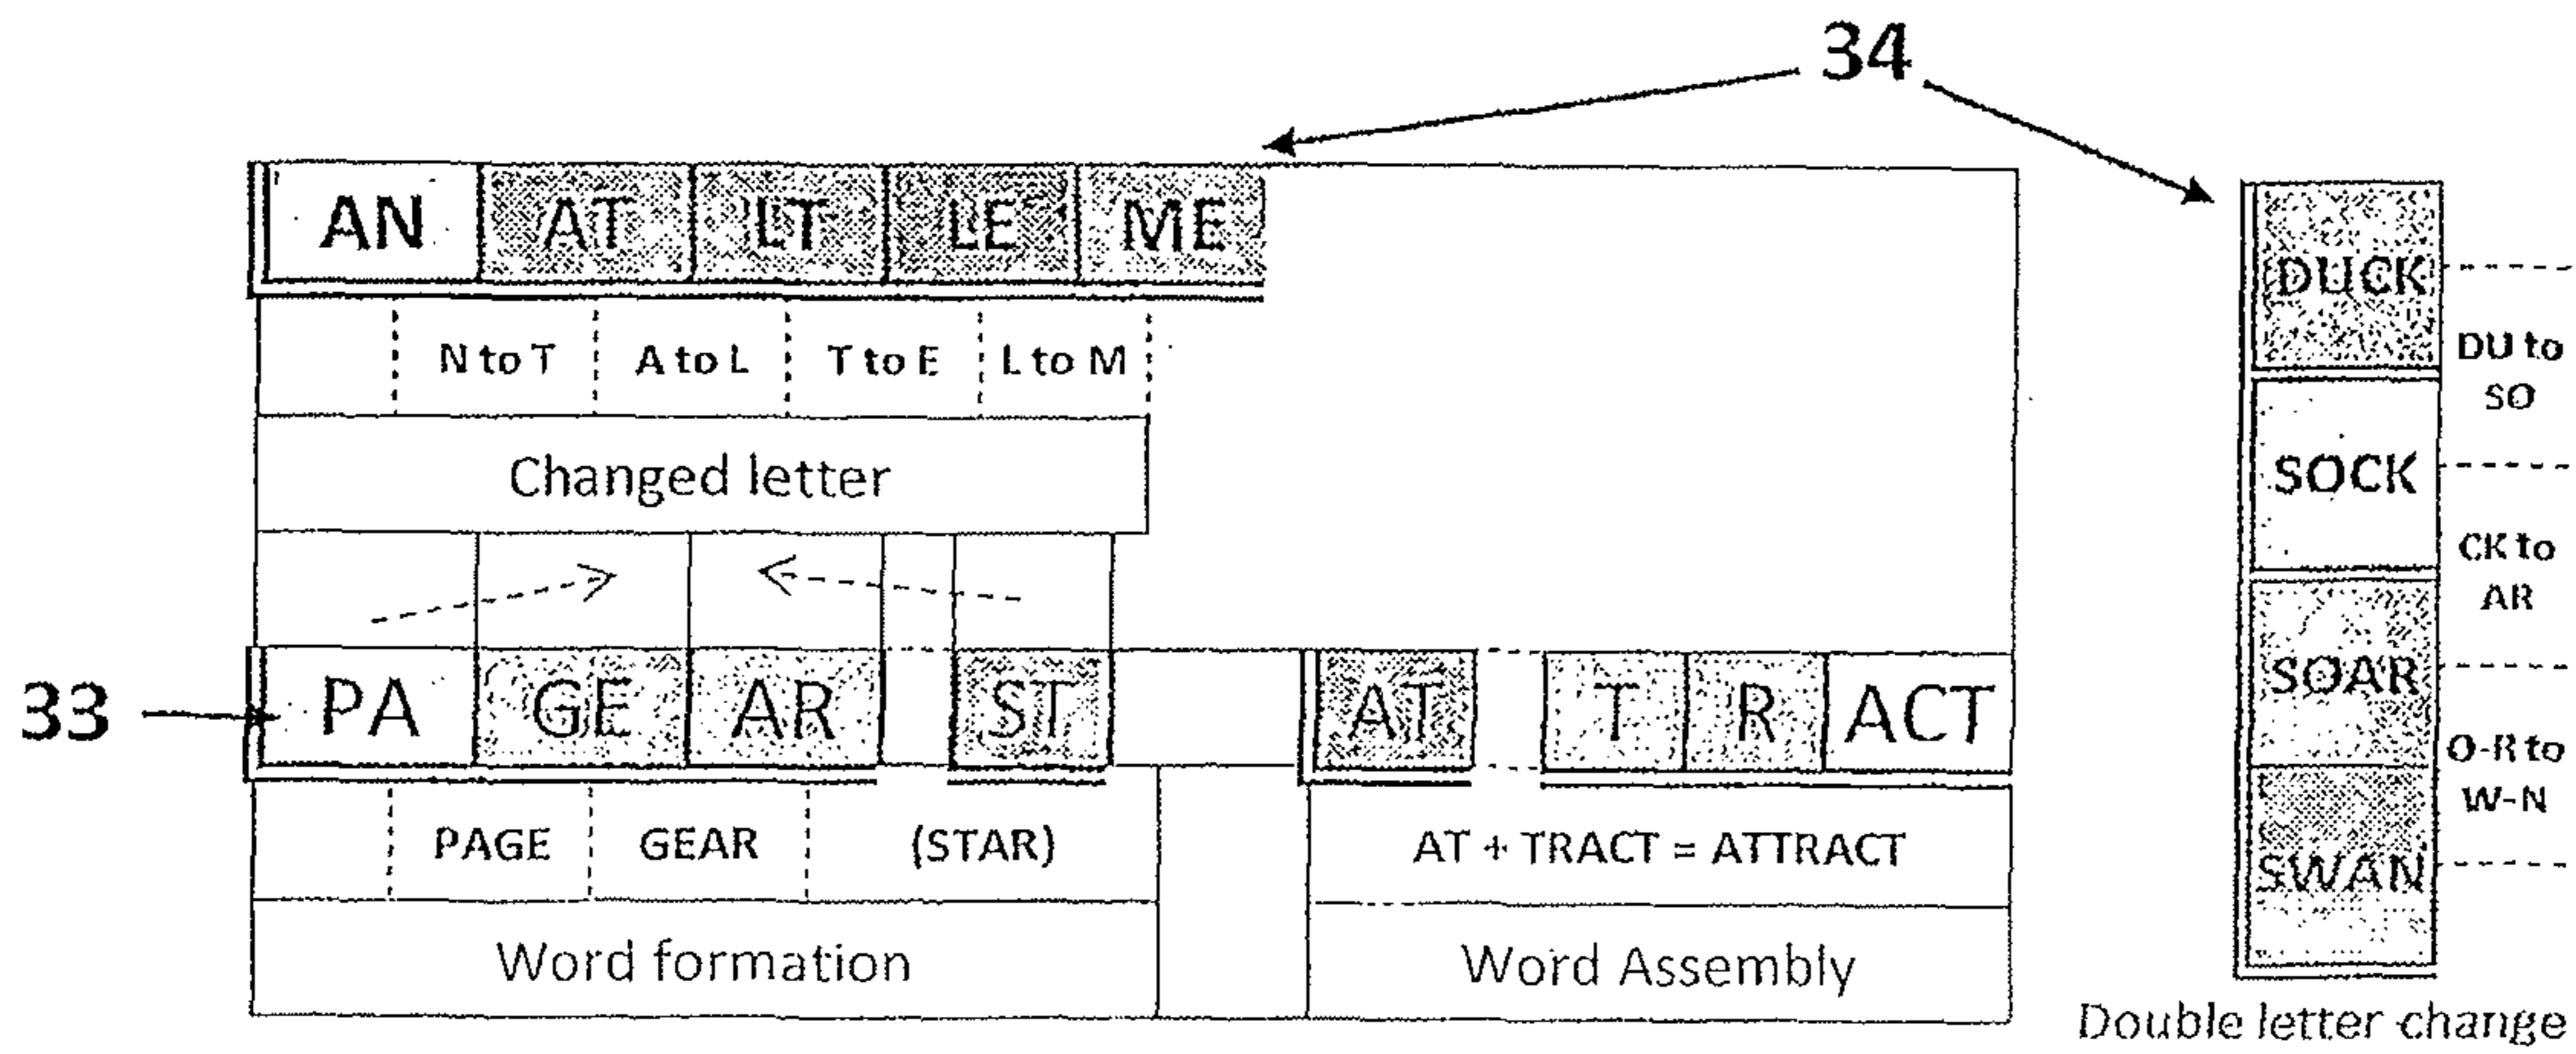 34
AN AT LT LE ME
N to T A to L T to E L to M
Changed letter
33
PA GE AR ST
PAGE GEAR (STAR)
Word formation
AT T R ACT
AT + TRACT = ATTRACT
Word Assembly
DUCK
DU to
SO
SOCK
CK to
AR
SOAR
O-R to
W-N
SWAN
Double letter change